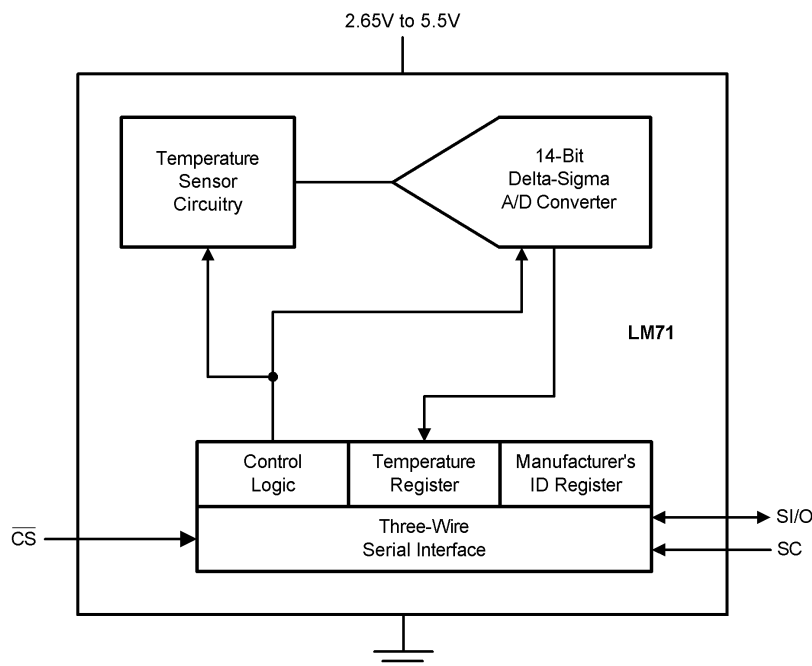 2.65V to 5.5V
Temperature
Sensor
Circuitry
14-Bit
Delta-Sigma
A/D Converter
LM71
Control
Logic
Temperature
Register
Manufacturer's
ID Register
Three-Wire
Serial Interface
C̅S̅
SI/O
SC